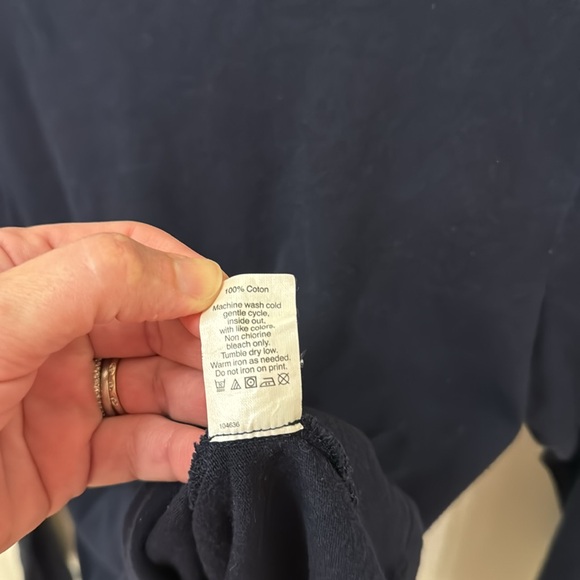 100% Coton
Machine wash cold
gentle cycle,
inside out,
with like colors.
Non chlorine
bleach only.
Tumble dry low.
Warm iron as needed.
Do not iron on print.
104636